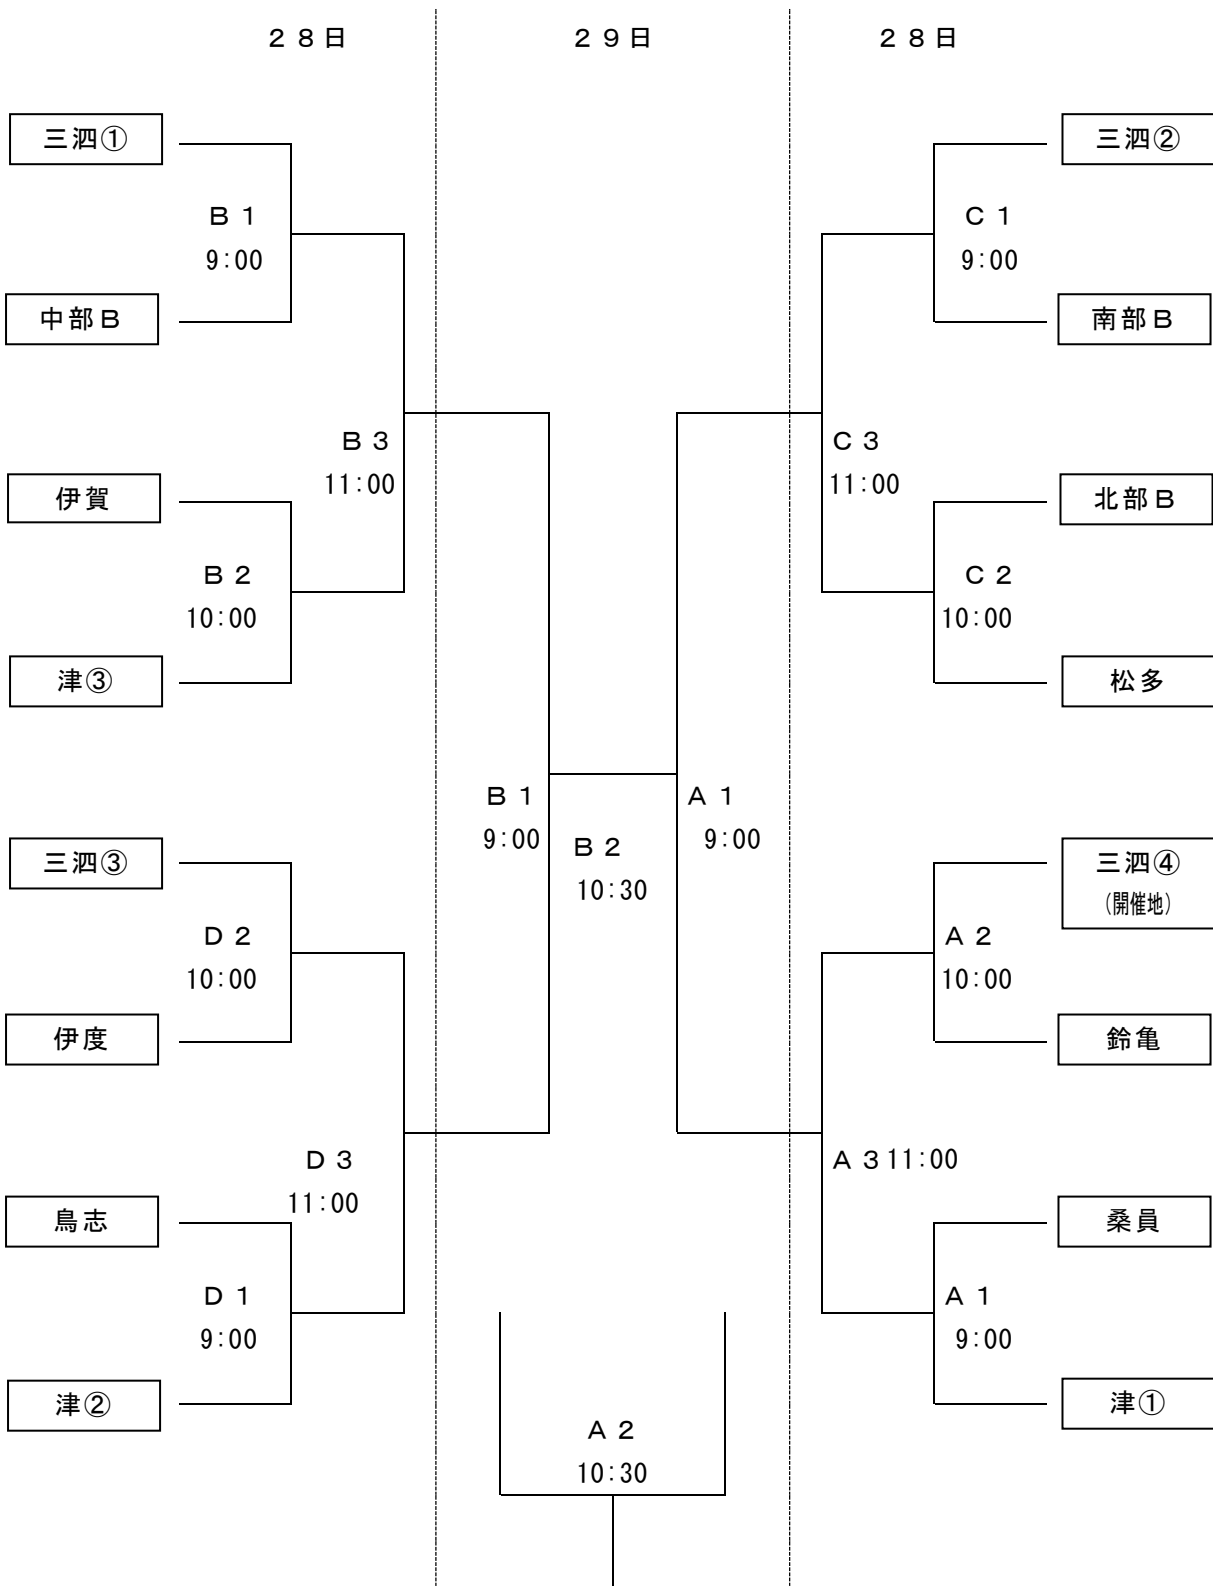 ２８日
２９日
２８日
三泗①
Ｂ１
9:00
中部Ｂ
Ｂ３
11:00
伊賀
Ｂ２
10:00
津③
三泗③
Ｄ２
10:00
伊度
Ｄ３
11:00
鳥志
Ｄ１
9:00
津②
Ｂ１
9:00
Ｂ２
10:30
Ａ１
9:00
Ａ２
10:30
三泗②
Ｃ１
9:00
南部Ｂ
Ｃ３
11:00
北部Ｂ
Ｃ２
10:00
松多
三泗④
(開催地)
Ａ２
10:00
鈴亀
Ａ３11:00
桑員
Ａ１
9:00
津①